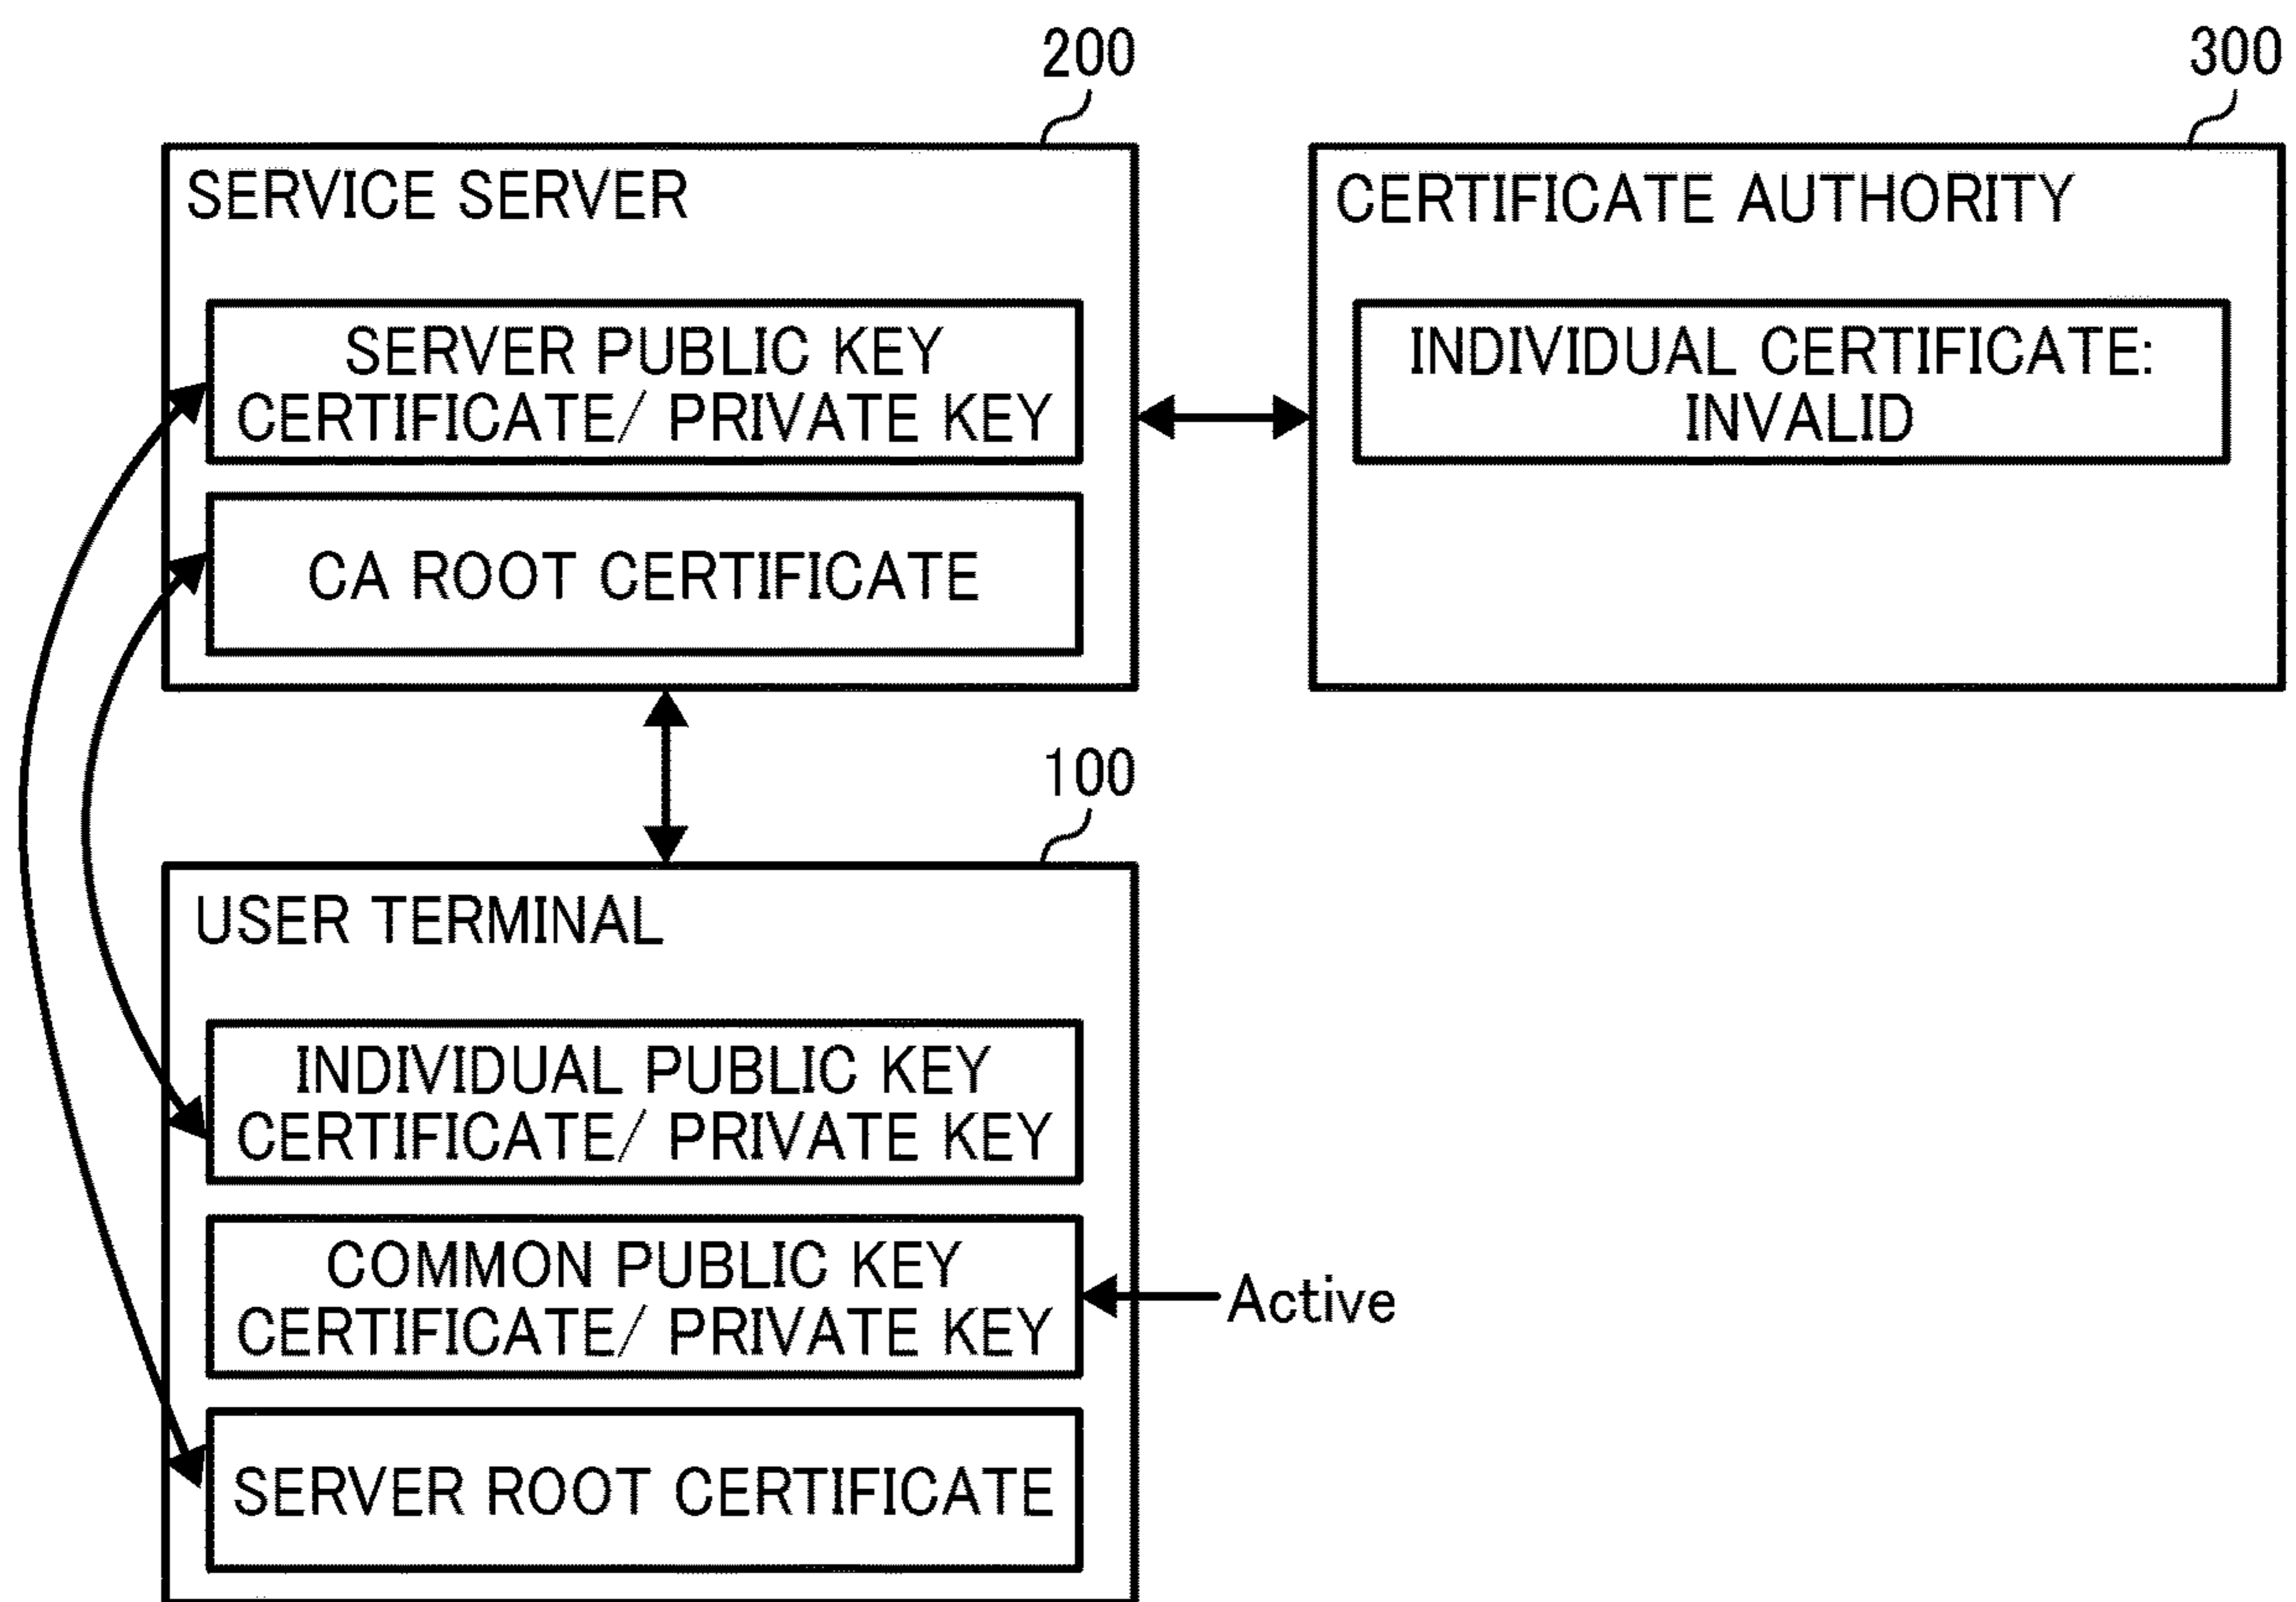 200
300
SERVICE SERVER
CERTIFICATE AUTHORITY
SERVER PUBLIC KEY
CERTIFICATE/ PRIVATE KEY
INDIVIDUAL CERTIFICATE:
INVALID
CA ROOT CERTIFICATE
100
USER TERMINAL
INDIVIDUAL PUBLIC KEY
CERTIFICATE/ PRIVATE KEY
COMMON PUBLIC KEY
CERTIFICATE/ PRIVATE KEY
Active
SERVER ROOT CERTIFICATE